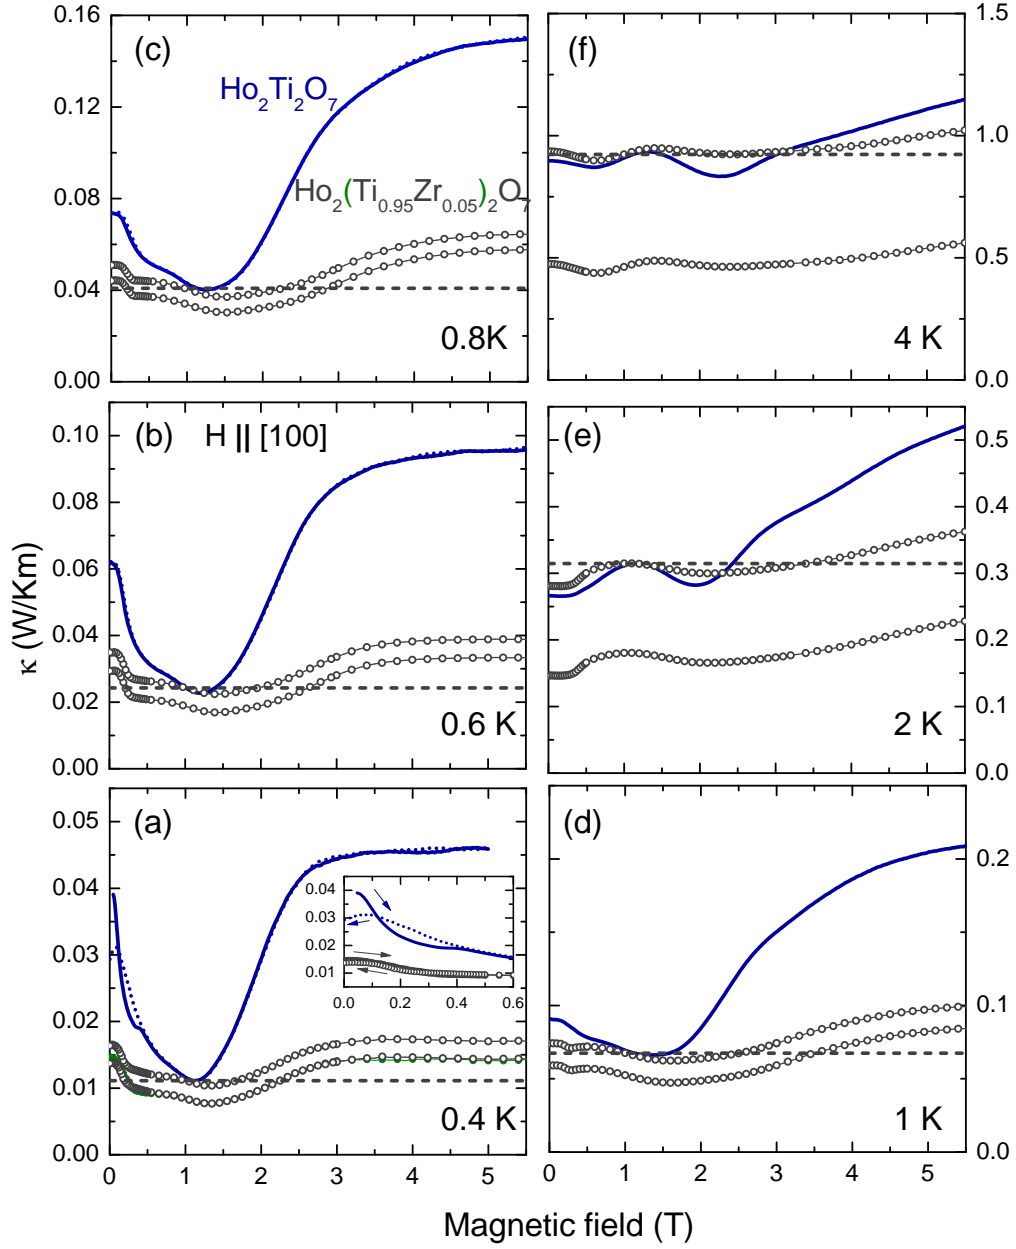 (c)
Ho2Ti2O7
Ho2(Ti0.95Zr0.05)2O7
0.8K
0.16
0.12
0.08
0.04
0.00
(f)
4 K
1.5
1.0
0.5
0.0
(b) H || [100]
0.6 K
0.10
0.08
0.06
0.04
0.02
0.00
(e)
2 K
0.5
0.4
0.3
0.2
0.1
0.0
κ (W/Km)
(a)
0.4 K
0.05
0.04
0.03
0.02
0.01
0.00
0 1 2 3 4 5
0.04
0.03
0.02
0.01
0.0 0.2 0.4 0.6
(d)
1 K
0.2
0.1
0.0
0 1 2 3 4 5
Magnetic field (T)